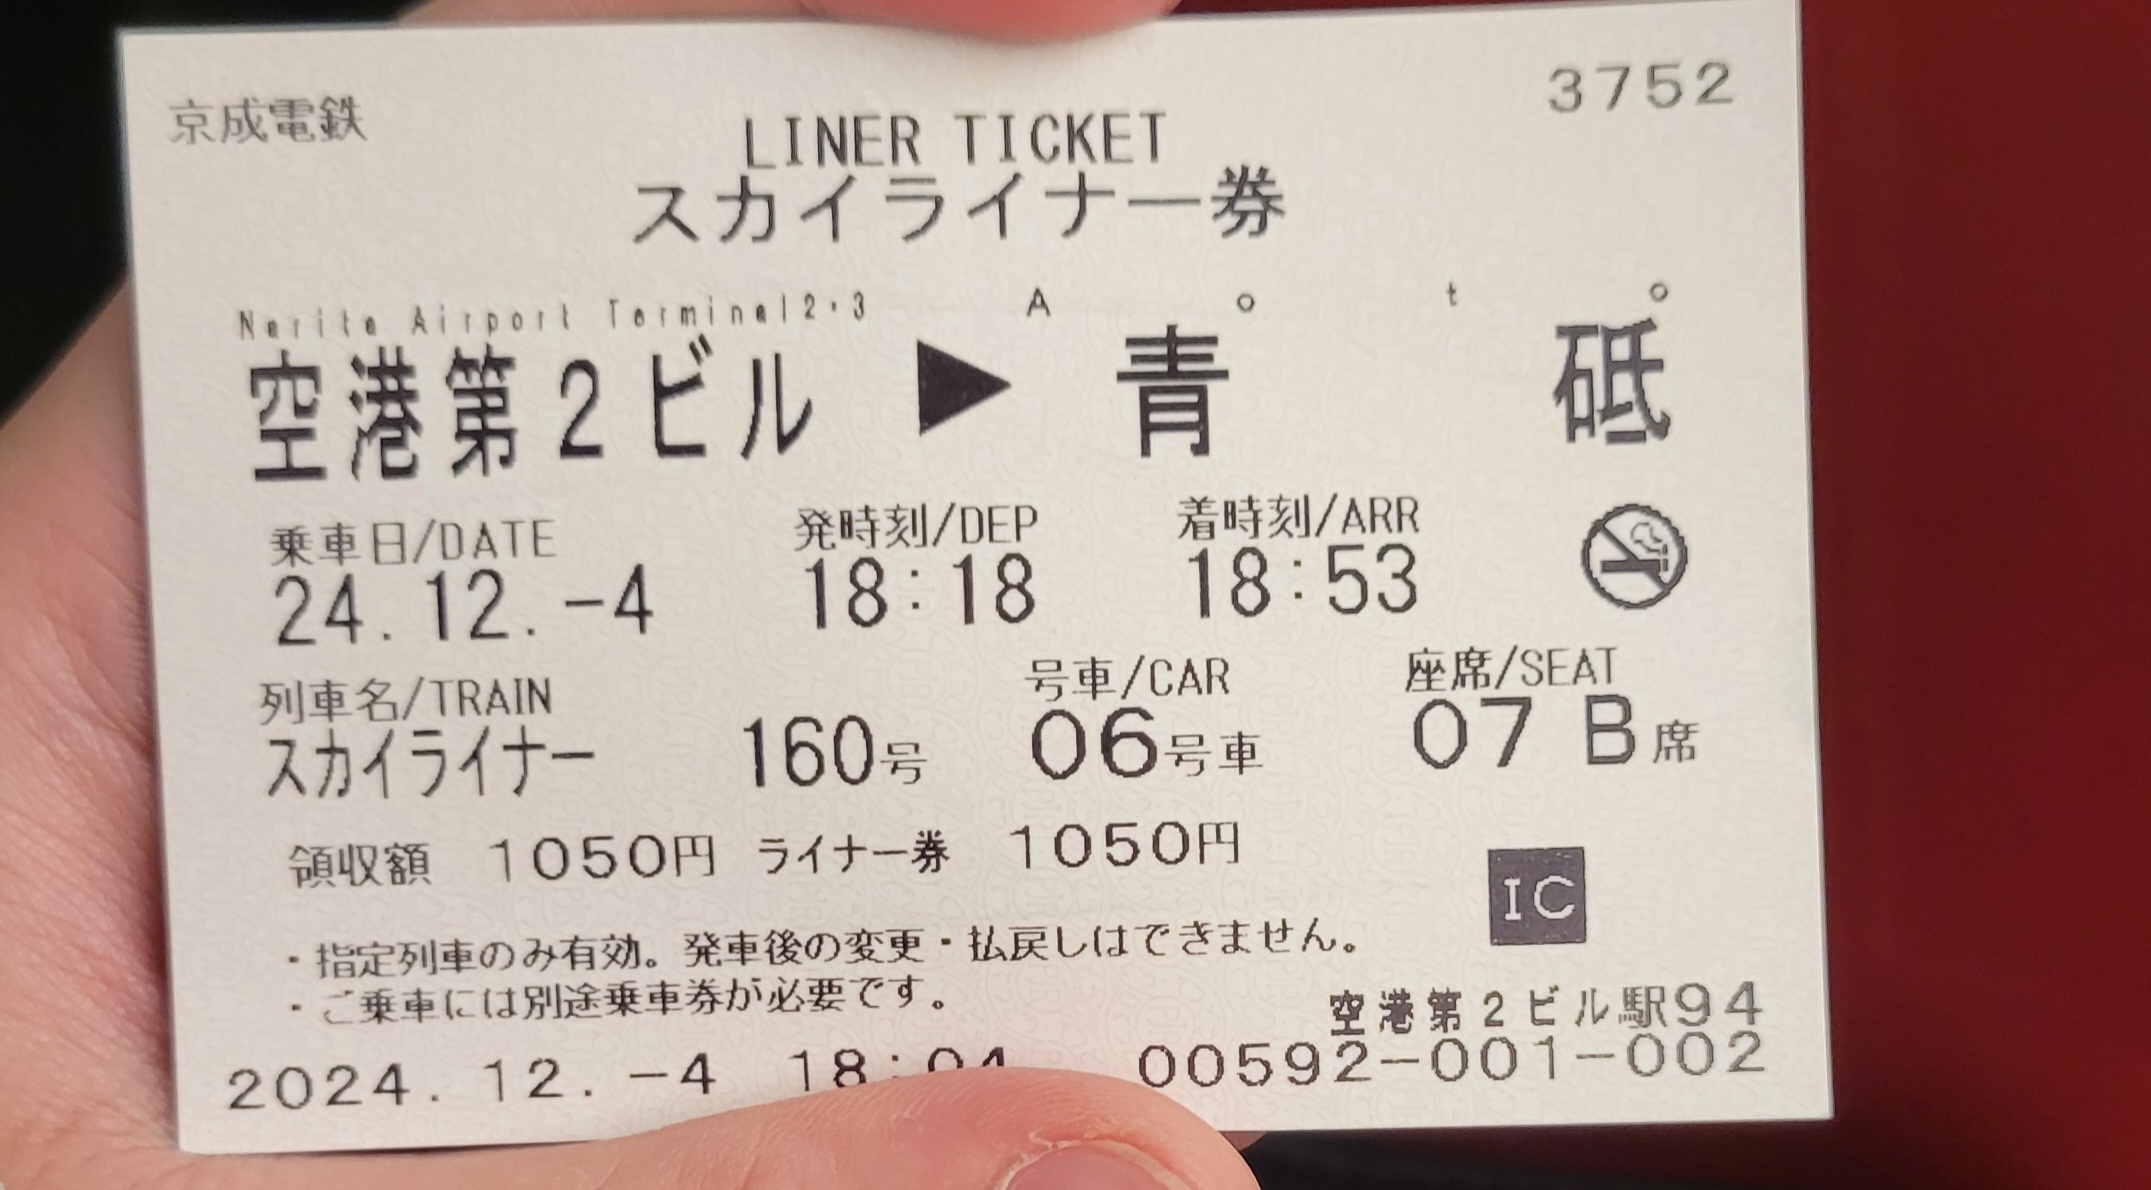 京成電鉄
3752
LINER TICKET
スカイライナー券
Narita Airport Terminal2・3 Aoto
空港第2ビル ▶ 青砥
乗車日/DATE 発時刻/DEP 着時刻/ARR
24.12.-4 18:18 18:53
列車名/TRAIN 号車/CAR 座席/SEAT
スカイライナー 160号 06号車 07 B席
領収額 1050円 ライナー券 1050円
IC
・指定列車のみ有効。発車後の変更・払戻しはできません。
・ご乗車には別途乗車券が必要です。
空港第2ビル駅94
2024.12.-4 18:04 00592-001-002